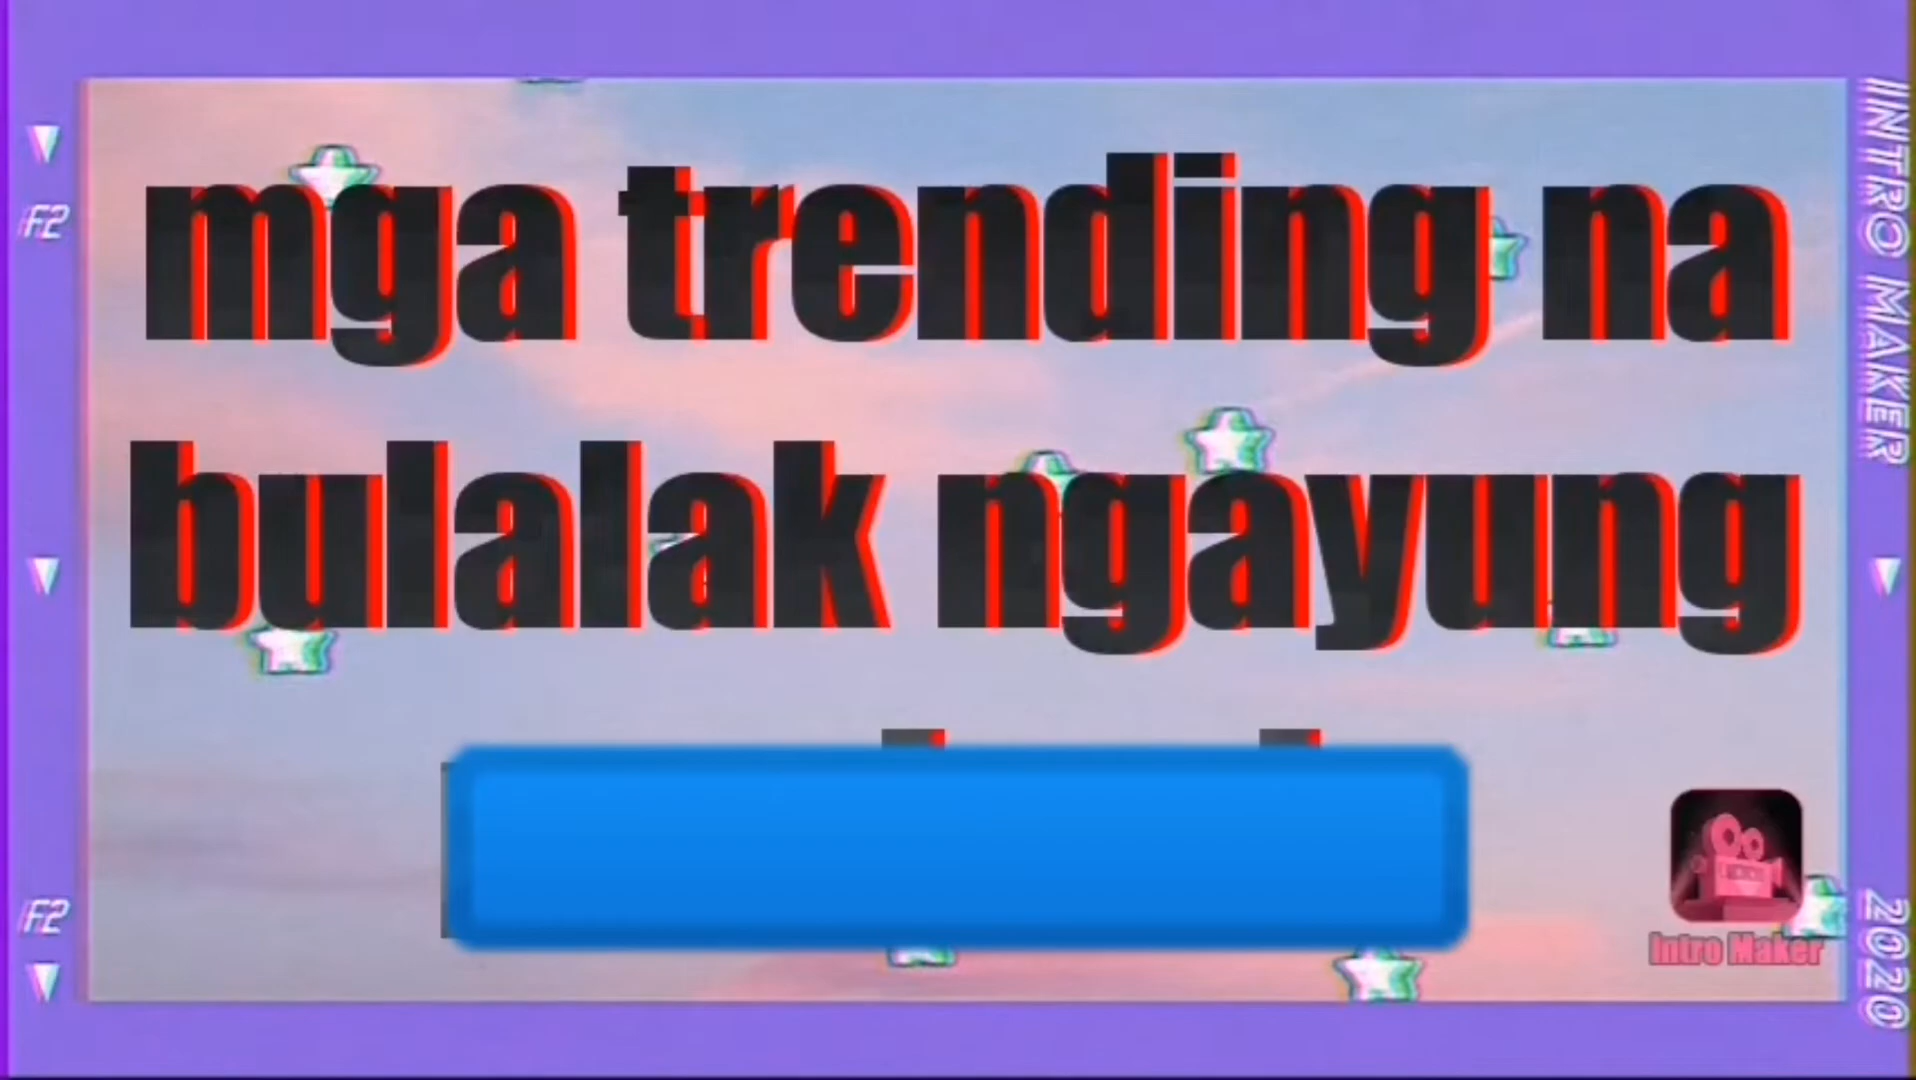 mga trending na
bulalak ngayung
INTRO MAKER
2020
F2
F2
Intro Maker